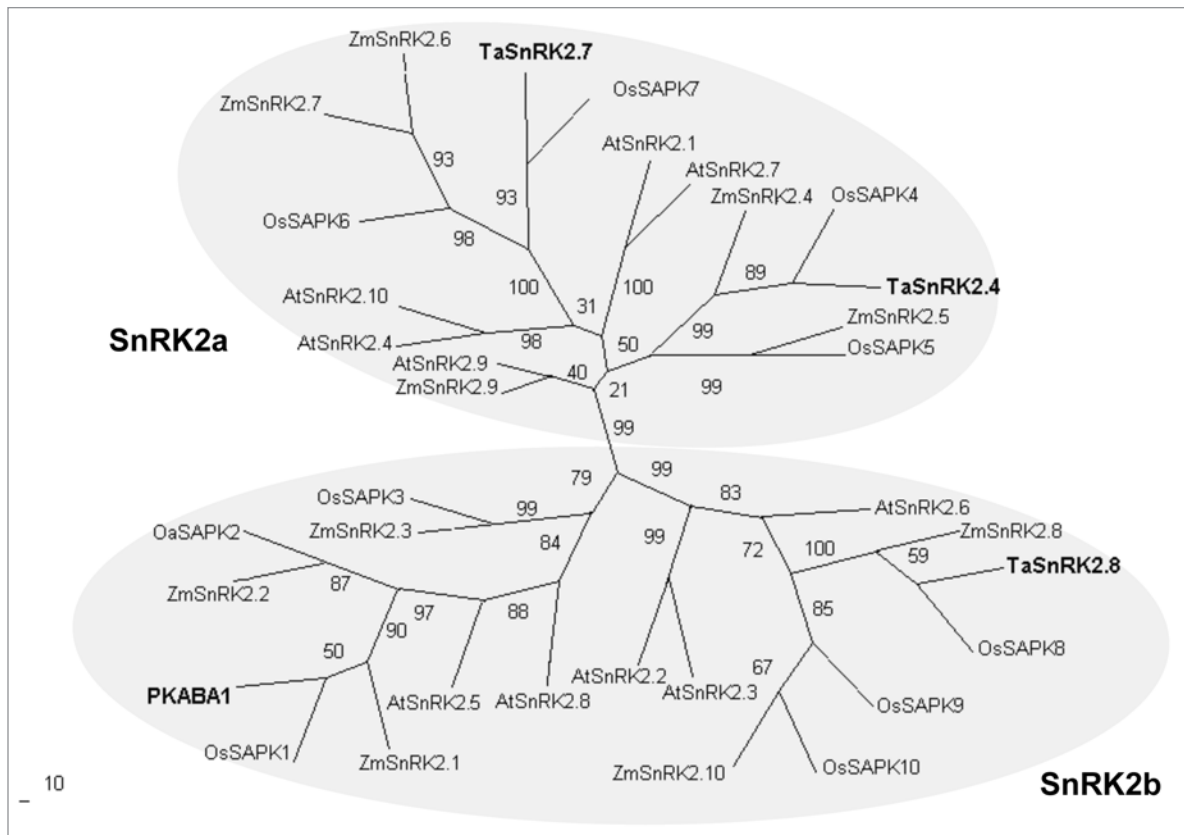 ZmSnRK2.6
TaSnRK2.7
OsSAPK7
ZmSnRK2.7
AtSnRK2.1
93
AtSnRK2.7
93
ZmSnRK2.4
OsSAPK4
OsSAPK6
98
89
100
31
100
TaSnRK2.4
AtSnRK2.10
ZmSnRK2.5
SnRK2a
98
50
99
AtSnRK2.4
OsSAPK5
AtSnRK2.9
40
21
99
ZmSnRK2.9
99
79
99
OsSAPK3
99
83
AtSnRK2.6
OaSAPK2
ZmSnRK2.3
84
99
72
100
ZmSnRK2.8
59
TaSnRK2.8
ZmSnRK2.2
87
97
88
85
90
50
OsSAPK8
PKABA1
AtSnRK2.5
AtSnRK2.8
AtSnRK2.2
67
AtSnRK2.3
OsSAPK9
OsSAPK1
ZmSnRK2.1
ZmSnRK2.10
OsSAPK10
10
SnRK2b